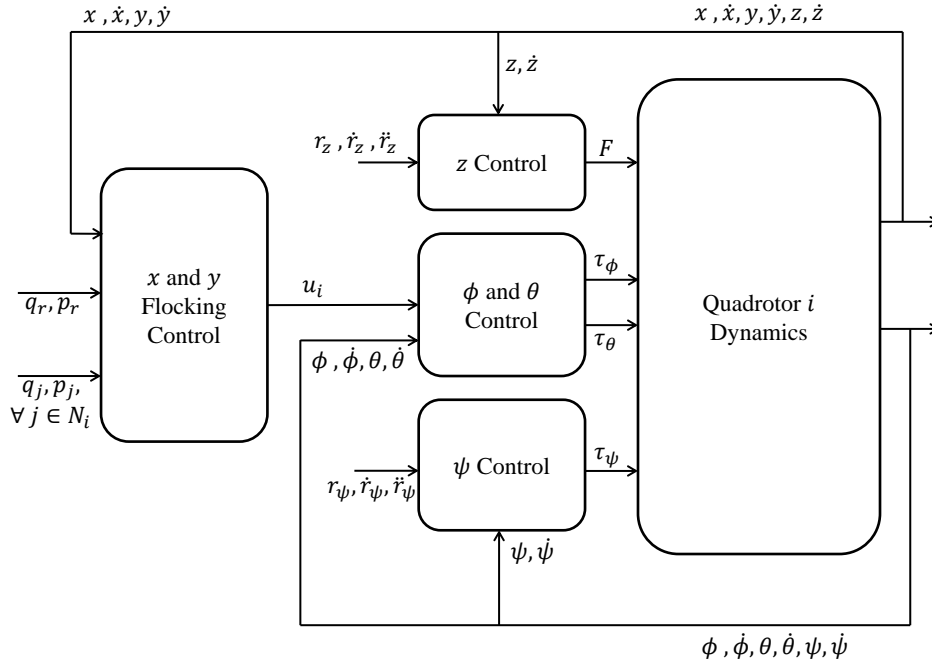 x , ẋ, y, ẏ
x , ẋ, y, ẏ, z, ż
z, ż
r_z , ṙ_z , r̈_z
z Control
F
x and y
Flocking
Control
q_r, p_r
q_j, p_j,
∀ j ∈ N_i
u_i
ϕ and θ
Control
ϕ , ϕ̇, θ, θ̇
τ_ϕ
τ_θ
Quadrotor i
Dynamics
ψ Control
r_ψ, ṙ_ψ, r̈_ψ
τ_ψ
ψ, ψ̇
ϕ , ϕ̇, θ, θ̇, ψ, ψ̇